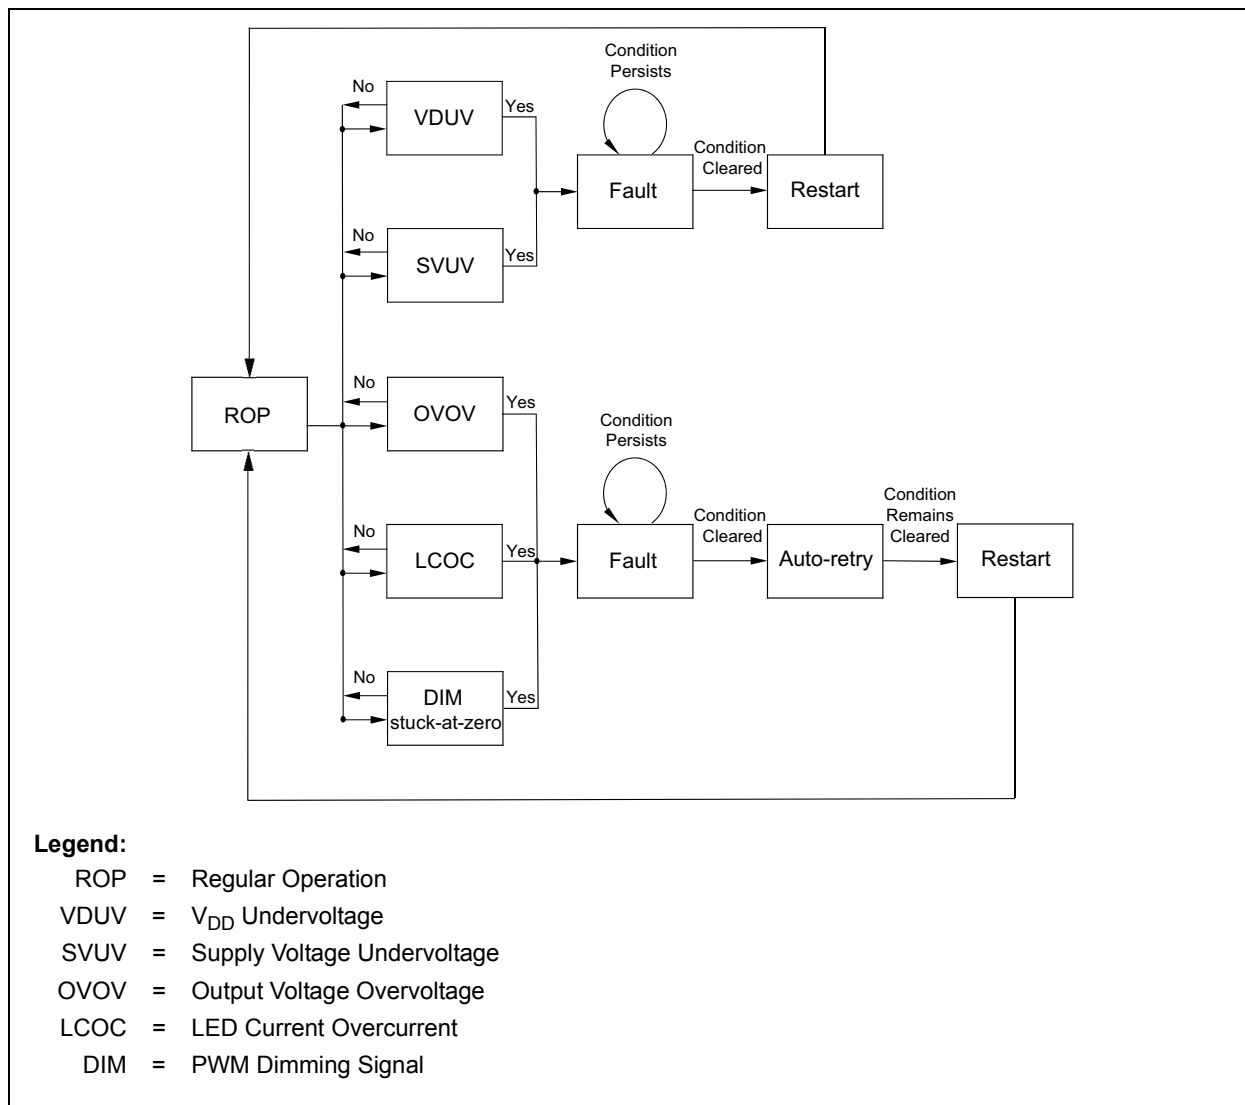 Condition
Persists
No
VDUV
Yes
Condition
Cleared
Fault
Restart
No
SVUV
Yes
ROP
No
OVOV
Yes
Condition
Persists
No
LCOC
Yes
Fault
Condition
Cleared
Auto-retry
Condition
Remains
Cleared
Restart
No
DIM
stuck-at-zero
Yes
Legend:
ROP = Regular Operation
VDUV = VDD Undervoltage
SVUV = Supply Voltage Undervoltage
OVOV = Output Voltage Overvoltage
LCOC = LED Current Overcurrent
DIM = PWM Dimming Signal